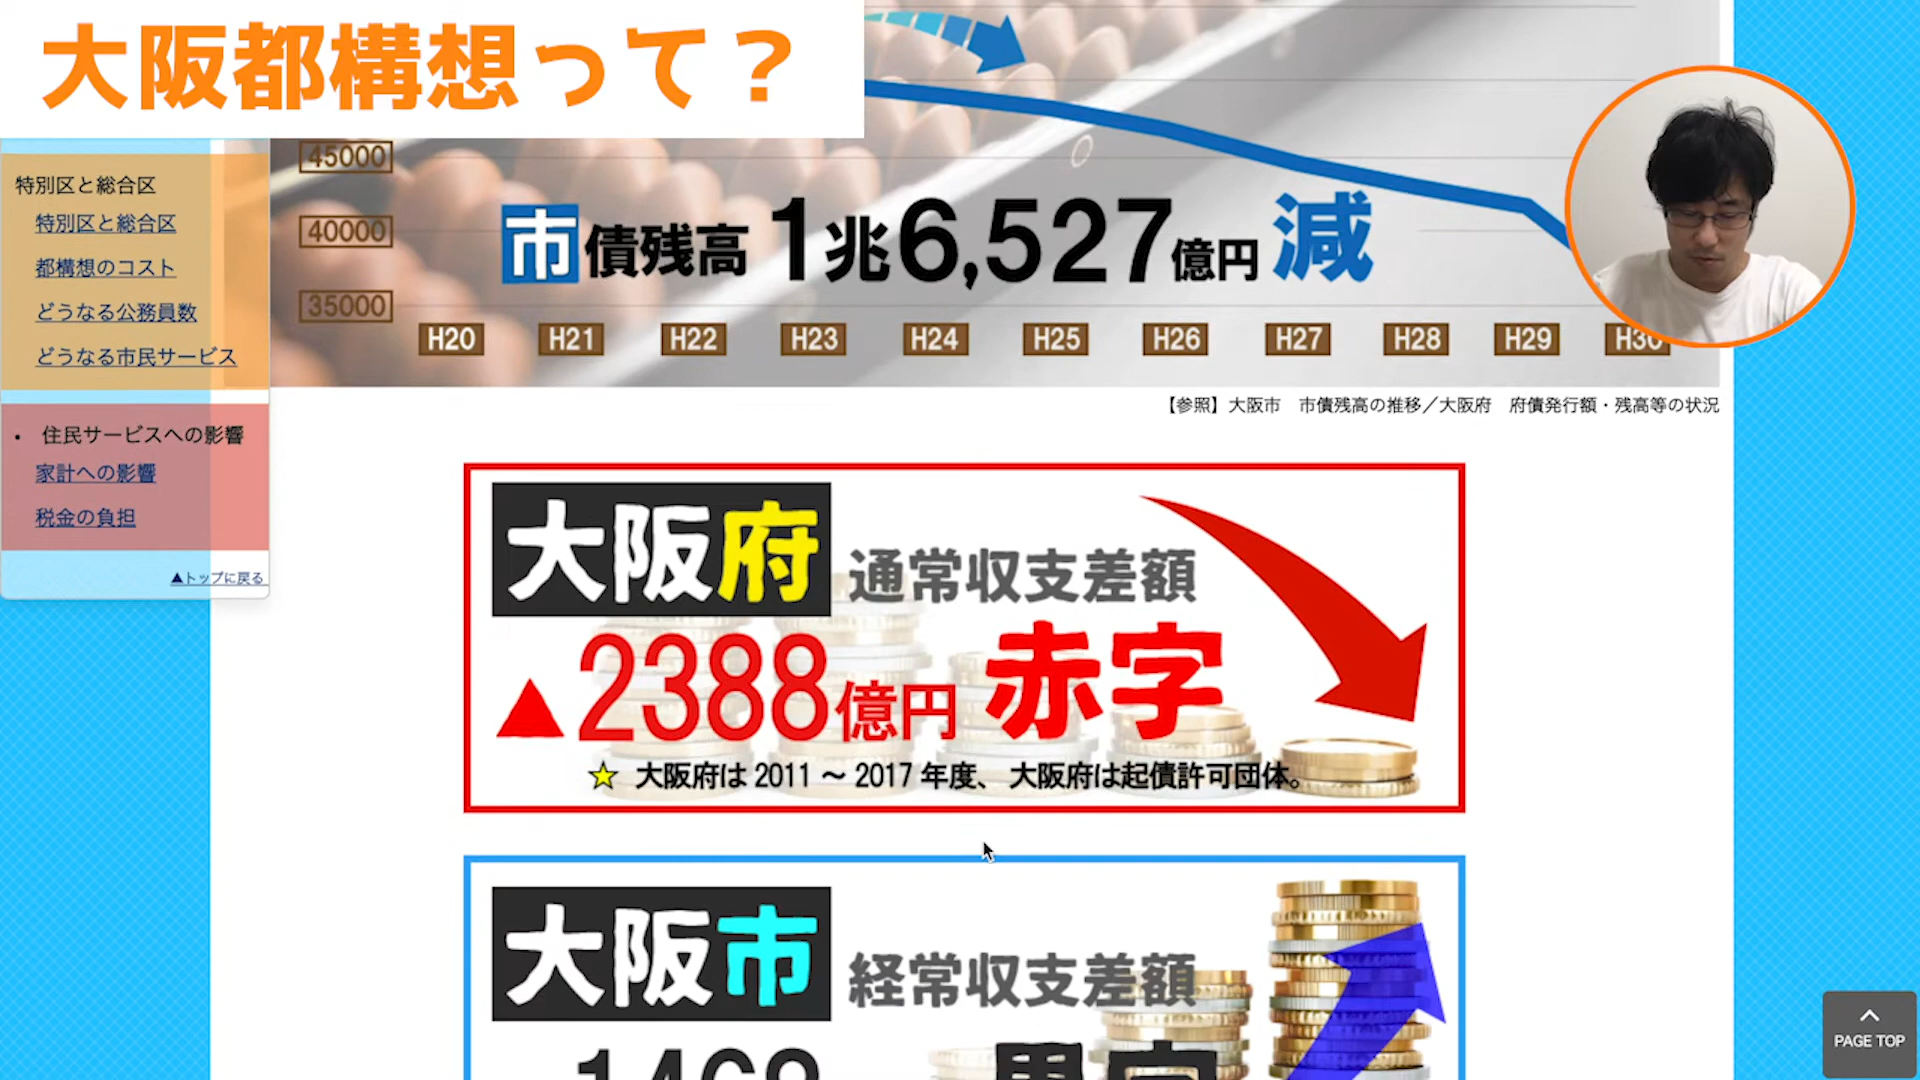 大阪都構想って？
特別区と総合区
特別区と総合区
都構想のコスト
どうなる公務員数
どうなる市民サービス
• 住民サービスへの影響
家計への影響
税金の負担
▲トップに戻る
45000
40000
35000
市債残高 1兆6,527億円 減
H20 H21 H22 H23 H24 H25 H26 H27 H28 H29 H30
【参照】大阪市　市債残高の推移／大阪府　府債発行額・残高等の状況
大阪府 通常収支差額
▲2388億円 赤字
☆ 大阪府は 2011 ～ 2017 年度、大阪府は起債許可団体。
大阪市 経常収支差額
PAGE TOP